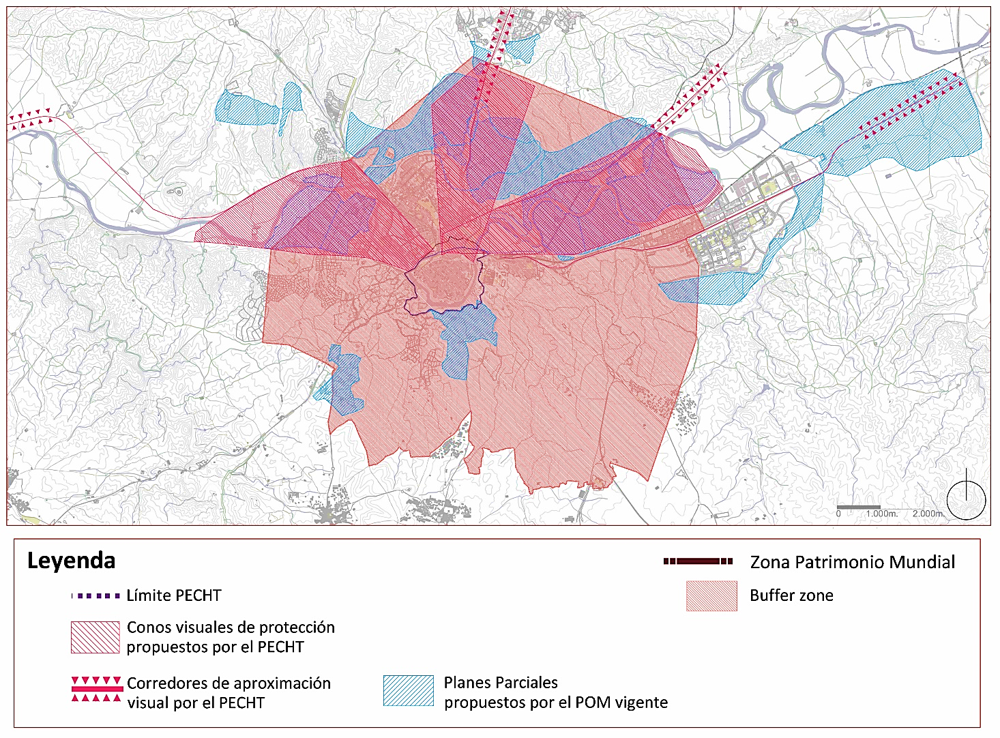 0 1.000m. 2.000m.
Leyenda
Límite PECHT
Conos visuales de protección
propuestos por el PECHT
Corredores de aproximación
visual por el PECHT
Planes Parciales
propuestos por el POM vigente
Zona Patrimonio Mundial
Buffer zone